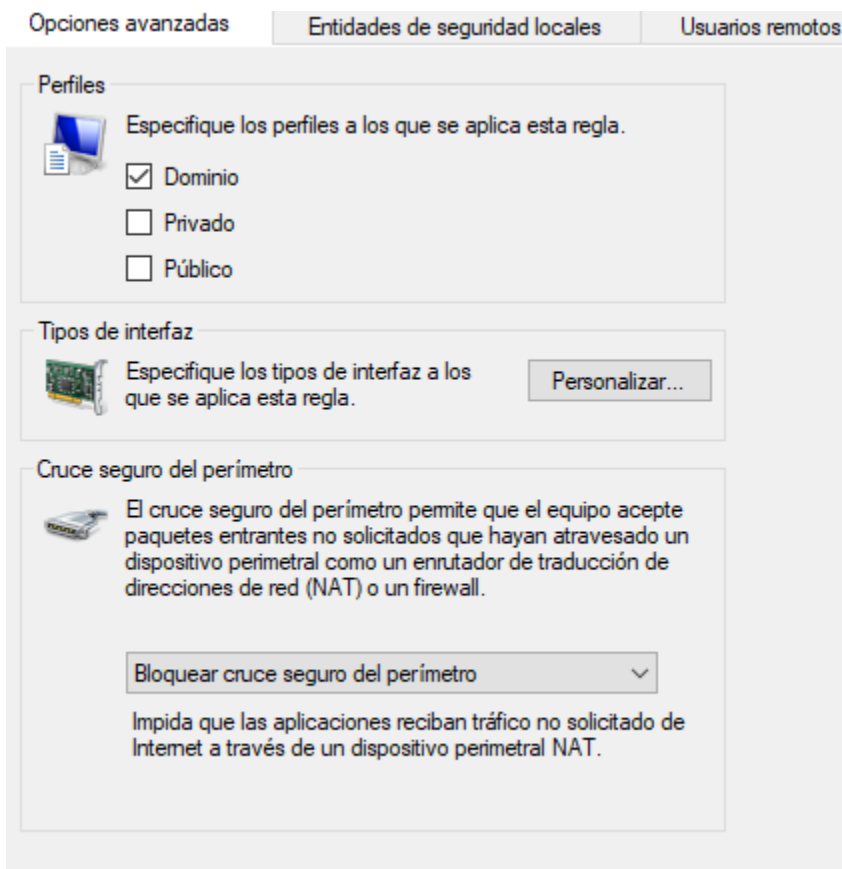 Opciones avanzadas
Entidades de seguridad locales
Usuarios remotos
Perfiles
Especifique los perfiles a los que se aplica esta regla.
Dominio
Privado
Público
Tipos de interfaz
Especifique los tipos de interfaz a los
que se aplica esta regla.
Personalizar...
Cruce seguro del perímetro
El cruce seguro del perímetro permite que el equipo acepte
paquetes entrantes no solicitados que hayan atravesado un
dispositivo perimetral como un enrutador de traducción de
direcciones de red (NAT) o un firewall.
Bloquear cruce seguro del perímetro
Impida que las aplicaciones reciban tráfico no solicitado de
Internet a través de un dispositivo perimetral NAT.